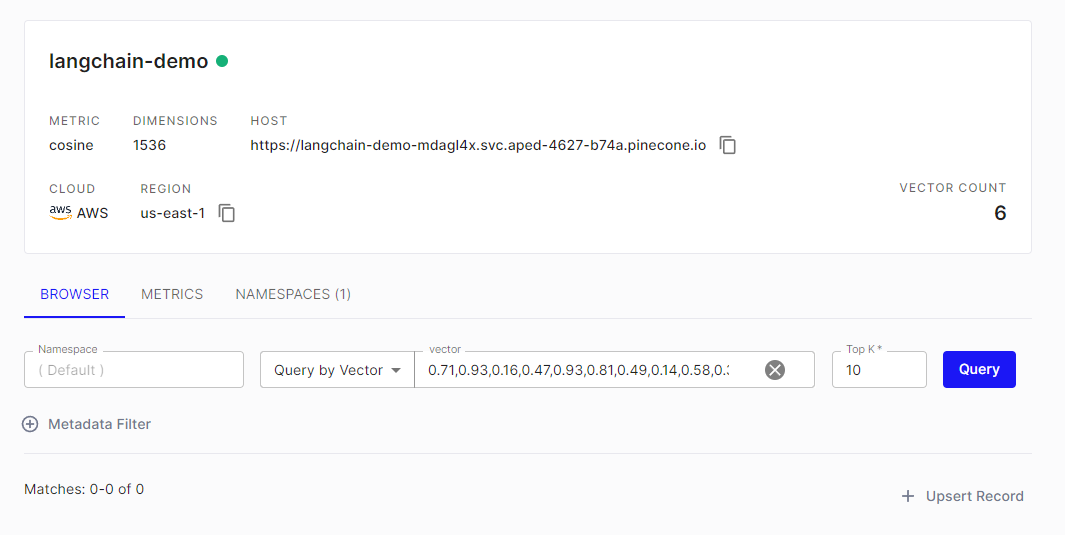 langchain-demo
METRIC DIMENSIONS HOST
cosine 1536 https://langchain-demo-mdagl4x.svc.aped-4627-b74a.pinecone.io
CLOUD REGION VECTOR COUNT
aws AWS us-east-1 6
BROWSER METRICS NAMESPACES (1)
Namespace vector Top K *
( Default ) Query by Vector 0.71,0.93,0.16,0.47,0.93,0.81,0.49,0.14,0.58,0. 10 Query
Metadata Filter
Matches: 0-0 of 0
+ Upsert Record